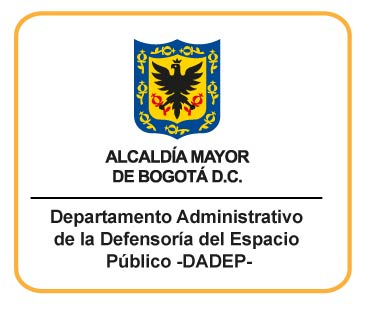 ALCALDÍA MAYOR
DE BOGOTÁ D.C.
Departamento Administrativo
de la Defensoría del Espacio
Público -DADEP-